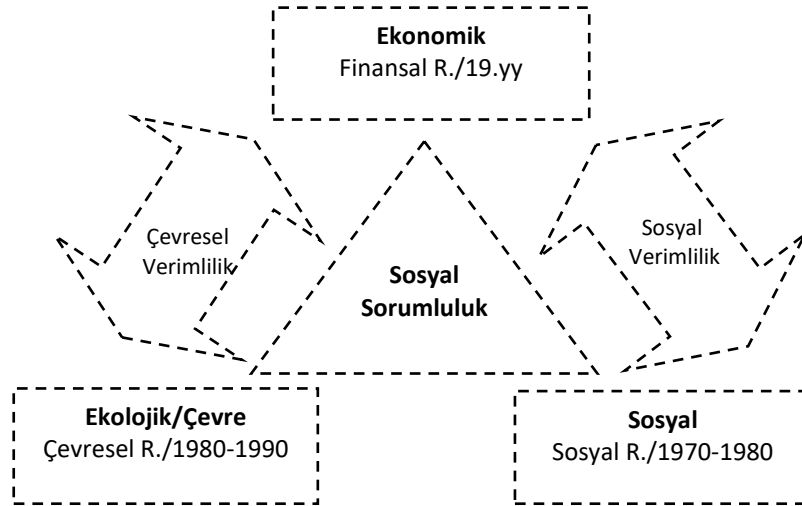 Ekonomik
Finansal R./19.yy
Çevresel
Verimlilik
Sosyal
Verimlilik
Sosyal
Sorumluluk
Ekolojik/Çevre
Çevresel R./1980-1990
Sosyal
Sosyal R./1970-1980